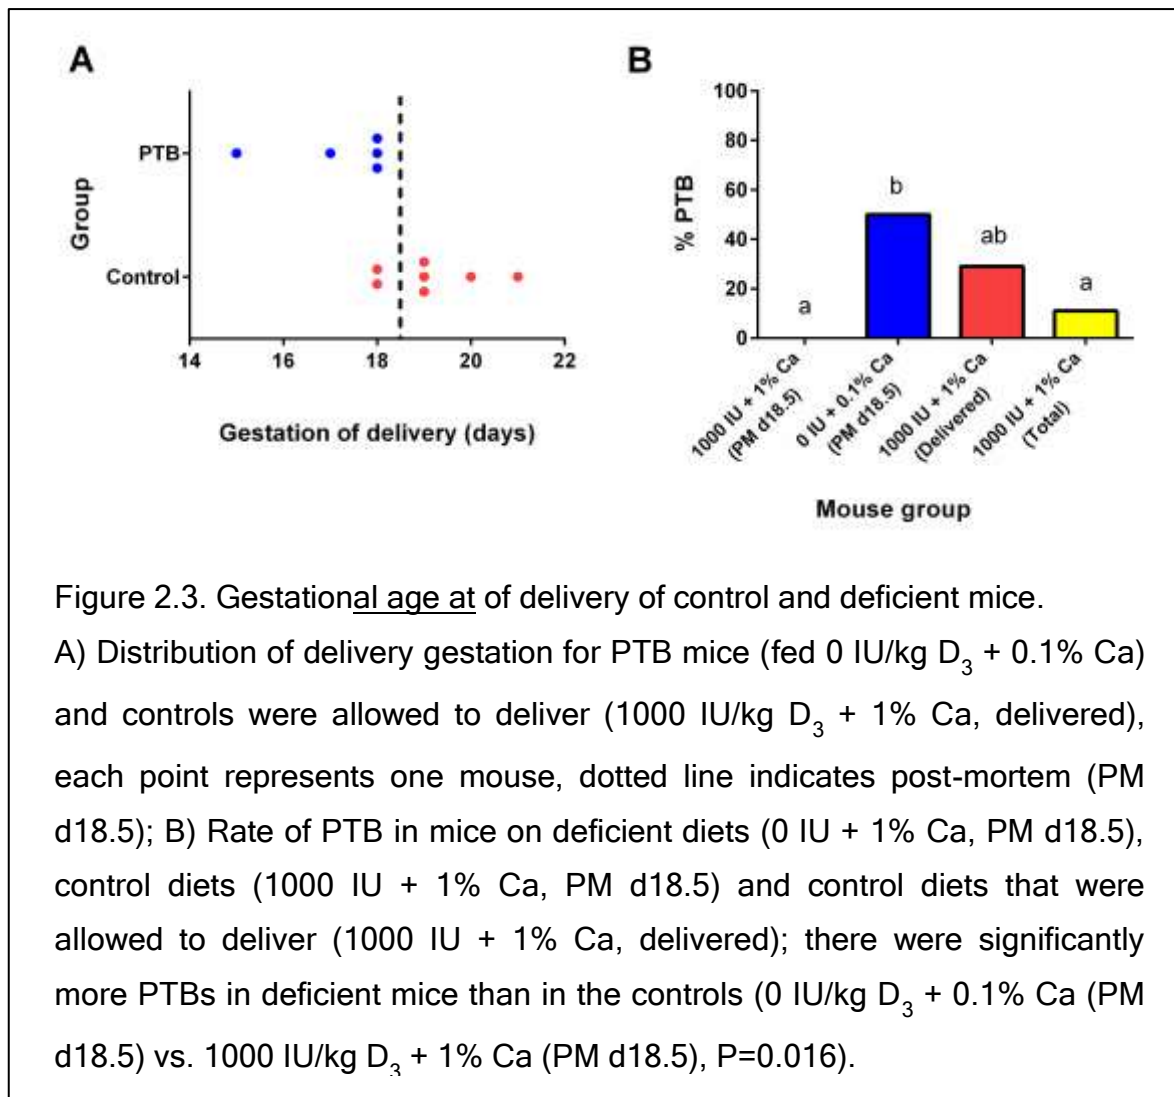 A
B
PTB
Control
Group
14 16 18 20 22
Gestation of delivery (days)
100
80
60
40
20
0
% PTB
a
b
ab
a
1000 IU + 1% Ca
(PM d18.5)
0 IU + 0.1% Ca
(PM d18.5)
1000 IU + 1% Ca
(Delivered)
1000 IU + 1% Ca
(Total)
Mouse group
Figure 2.3. Gestational age at of delivery of control and deficient mice.
A) Distribution of delivery gestation for PTB mice (fed 0 IU/kg D₃ + 0.1% Ca)
and controls were allowed to deliver (1000 IU/kg D₃ + 1% Ca, delivered),
each point represents one mouse, dotted line indicates post-mortem (PM
d18.5); B) Rate of PTB in mice on deficient diets (0 IU + 1% Ca, PM d18.5),
control diets (1000 IU + 1% Ca, PM d18.5) and control diets that were
allowed to deliver (1000 IU + 1% Ca, delivered); there were significantly
more PTBs in deficient mice than in the controls (0 IU/kg D₃ + 0.1% Ca (PM
d18.5) vs. 1000 IU/kg D₃ + 1% Ca (PM d18.5), P=0.016).